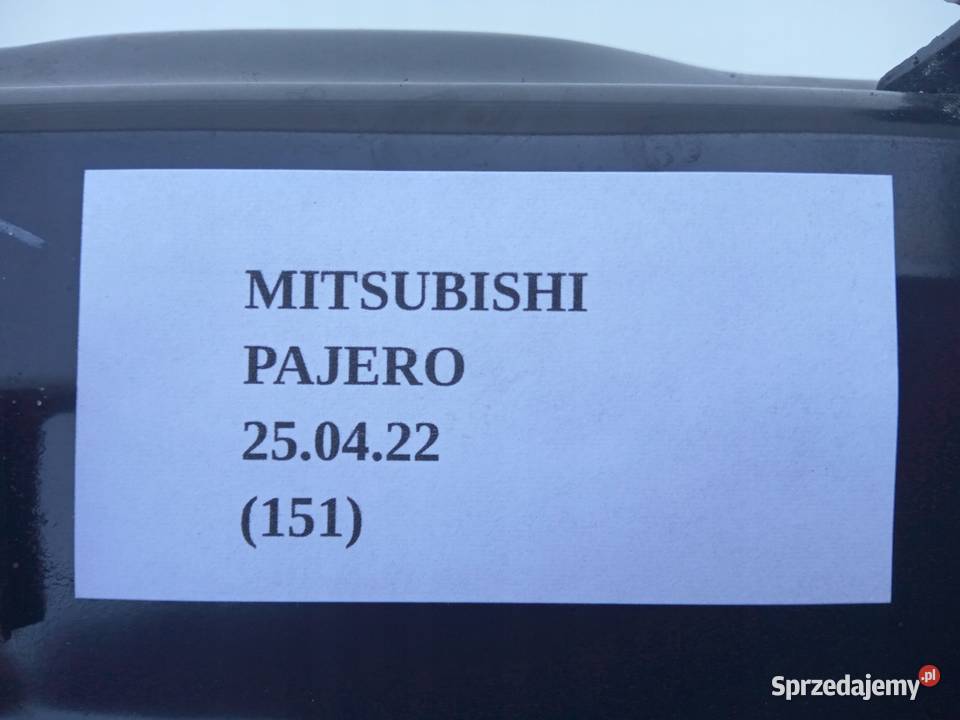 MITSUBISHI
PAJERO
25.04.22
(151)
Sprzedajemy.pl